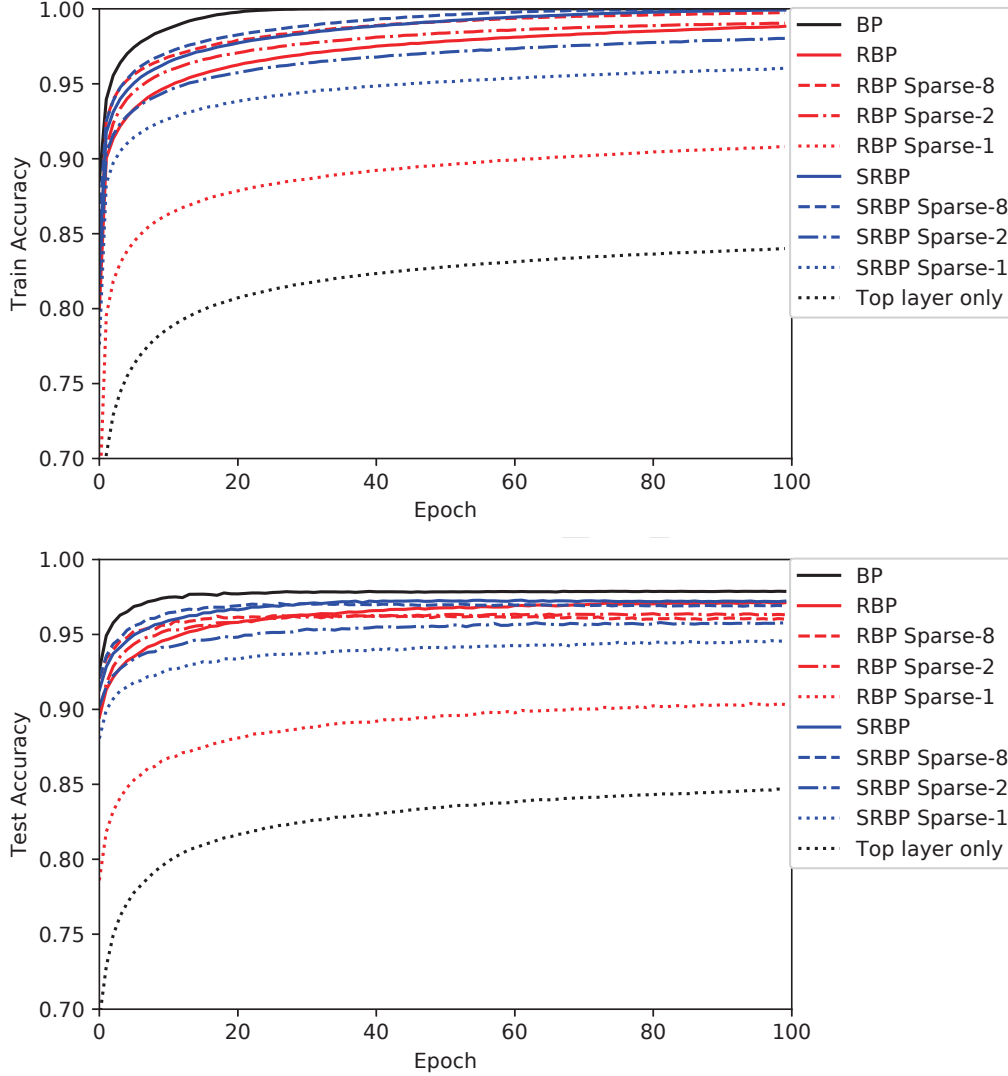 1.00
0.95
0.90
0.85
0.80
0.75
0.70
Train Accuracy
0 20 40 60 80 100
Epoch
BP
RBP
RBP Sparse-8
RBP Sparse-2
RBP Sparse-1
SRBP
SRBP Sparse-8
SRBP Sparse-2
SRBP Sparse-1
Top layer only
1.00
0.95
0.90
0.85
0.80
0.75
0.70
Test Accuracy
0 20 40 60 80 100
Epoch
BP
RBP
RBP Sparse-8
RBP Sparse-2
RBP Sparse-1
SRBP
SRBP Sparse-8
SRBP Sparse-2
SRBP Sparse-1
Top layer only